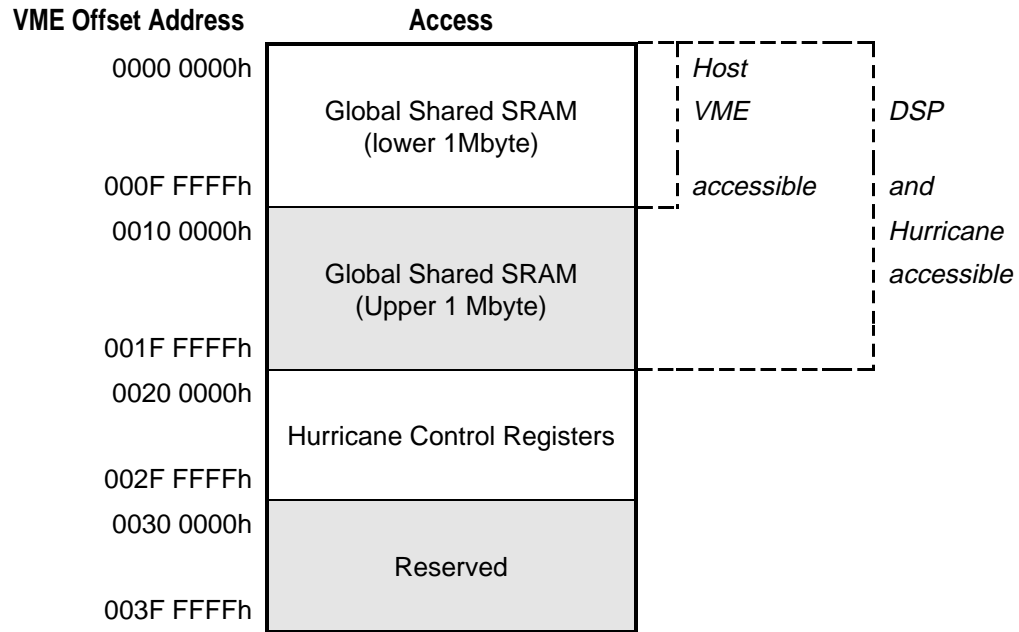 VME Offset Address Access
0000 0000h
Global Shared SRAM
(lower 1Mbyte)
000F FFFFh
Host
VME
accessible
DSP
and
Hurricane
accessible
0010 0000h
Global Shared SRAM
(Upper 1 Mbyte)
001F FFFFh
0020 0000h
Hurricane Control Registers
002F FFFFh
0030 0000h
Reserved
003F FFFFh